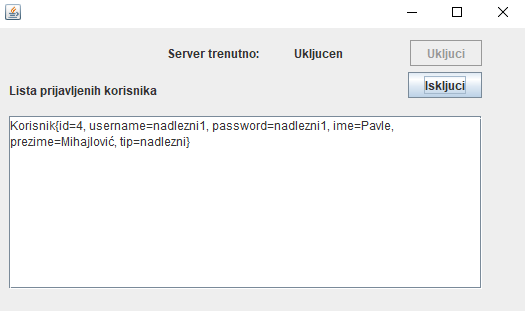 Server trenutno: Ukljucen Ukljuci
Iskljuci
Lista prijavljenih korisnika
Korisnik{id=4, username=nadlezni1, password=nadlezni1, ime=Pavle,
prezime=Mihajlović, tip=nadlezni}